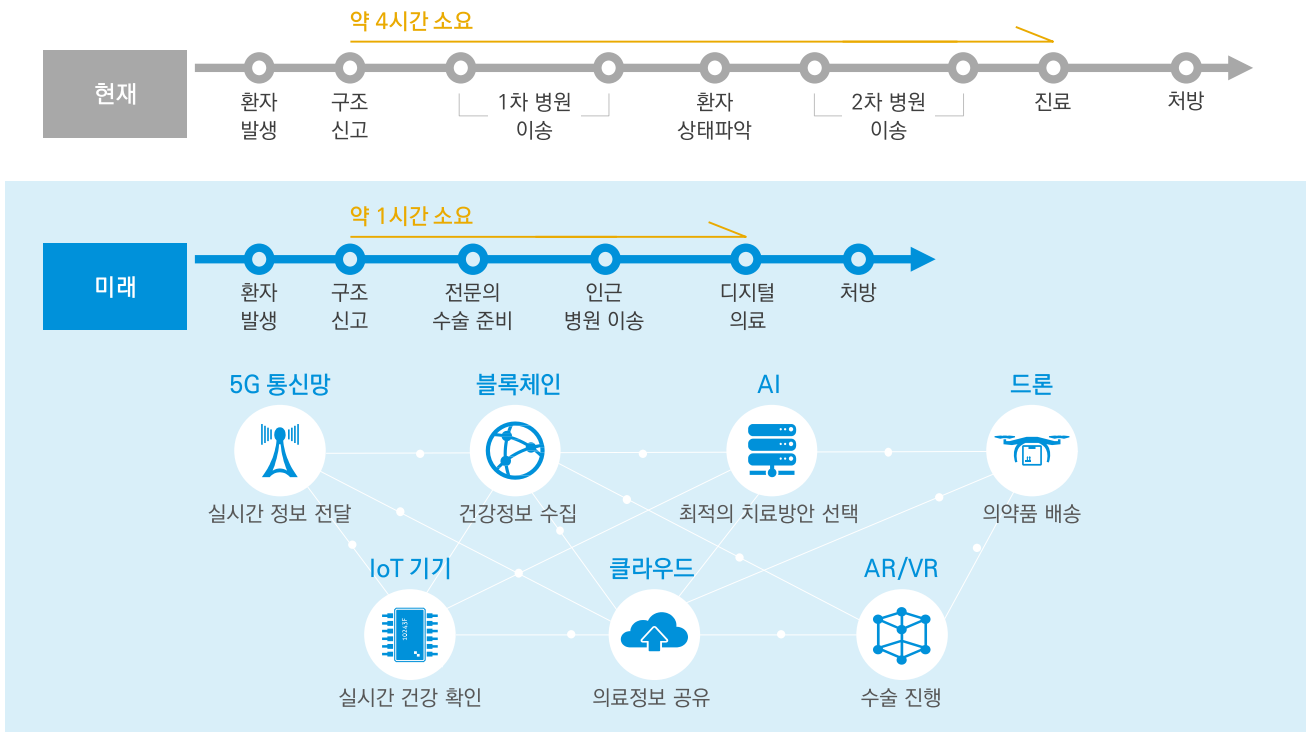 약 4시간 소요
현재
환자
발생
구조
신고
1차 병원
이송
환자
상태파악
2차 병원
이송
진료
처방
약 1시간 소요
미래
환자
발생
구조
신고
전문의
수술 준비
인근
병원 이송
디지털
의료
처방
5G 통신망
블록체인
AI
드론
실시간 정보 전달
건강정보 수집
최적의 치료방안 선택
의약품 배송
IoT 기기
클라우드
AR/VR
실시간 건강 확인
의료정보 공유
수술 진행